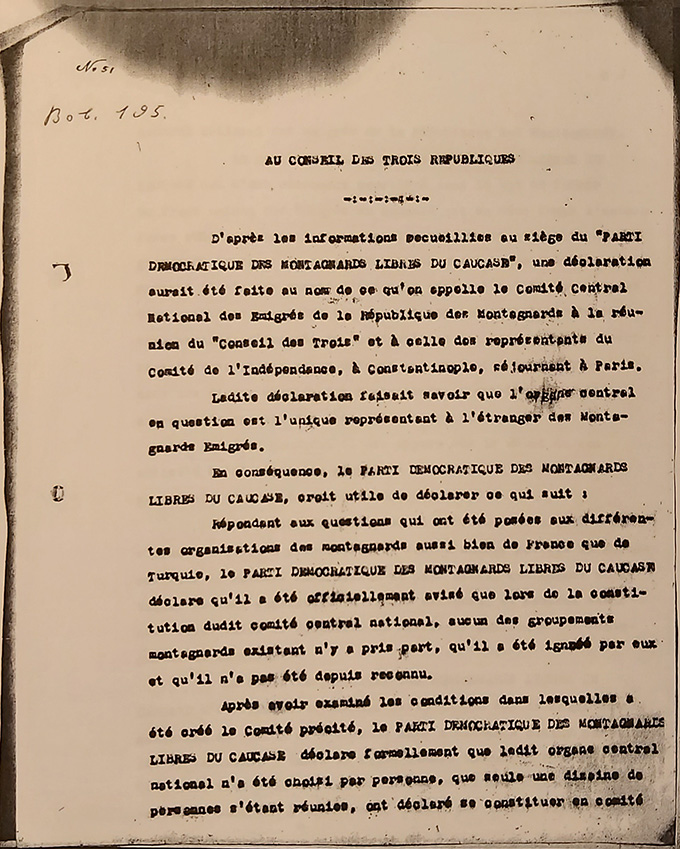 No 51
Bob. 195.
AU CONSEIL DES TROIS REPUBLIQUES
-:-:-:-:-:-
D'après les informations recueillies au siège du "PARTI
DEMOCRATIQUE DES MONTAGNARDS LIBRES DU CAUCASE", une déclaration
aurait été faite au nom de ce qu'on appelle le Comité Central
National des Emigrés de la République des Montagnards à la réu-
nion du "Conseil des Trois" et à celle des représentants du
Comité de l'Indépendance, à Constantinople, séjournant à Paris.
Ladite déclaration faisait savoir que l'organe central
en question est l'unique représentant à l'étranger des Monta-
gnards Emigrés.
En conséquence, le PARTI DEMOCRATIQUE DES MONTAGNARDS
LIBRES DU CAUCASE, croit utile de déclarer ce qui suit :
Répondant aux questions qui ont été posées aux différen-
tes organisations des montagnards aussi bien de France que de
Turquie, le PARTI DEMOCRATIQUE DES MONTAGNARDS LIBRES DU CAUCASE
déclare qu'il a été officiellement avisé que lors de la consti-
tution dudit comité central national, aucun des groupements
montagnards existant n'y a pris part, qu'il a été ignoré par eux
et qu'il n'a pas été depuis reconnu.
Après avoir examiné les conditions dans lesquelles a
été créé le Comité précité, le PARTI DEMOCRATIQUE DES MONTAGNARDS
LIBRES DU CAUCASE déclare formellement que ledit organe central
national n'a été choisi par personne, que seule une dizaine de
personnes s'étant réunies, ont déclaré se constituer en comité